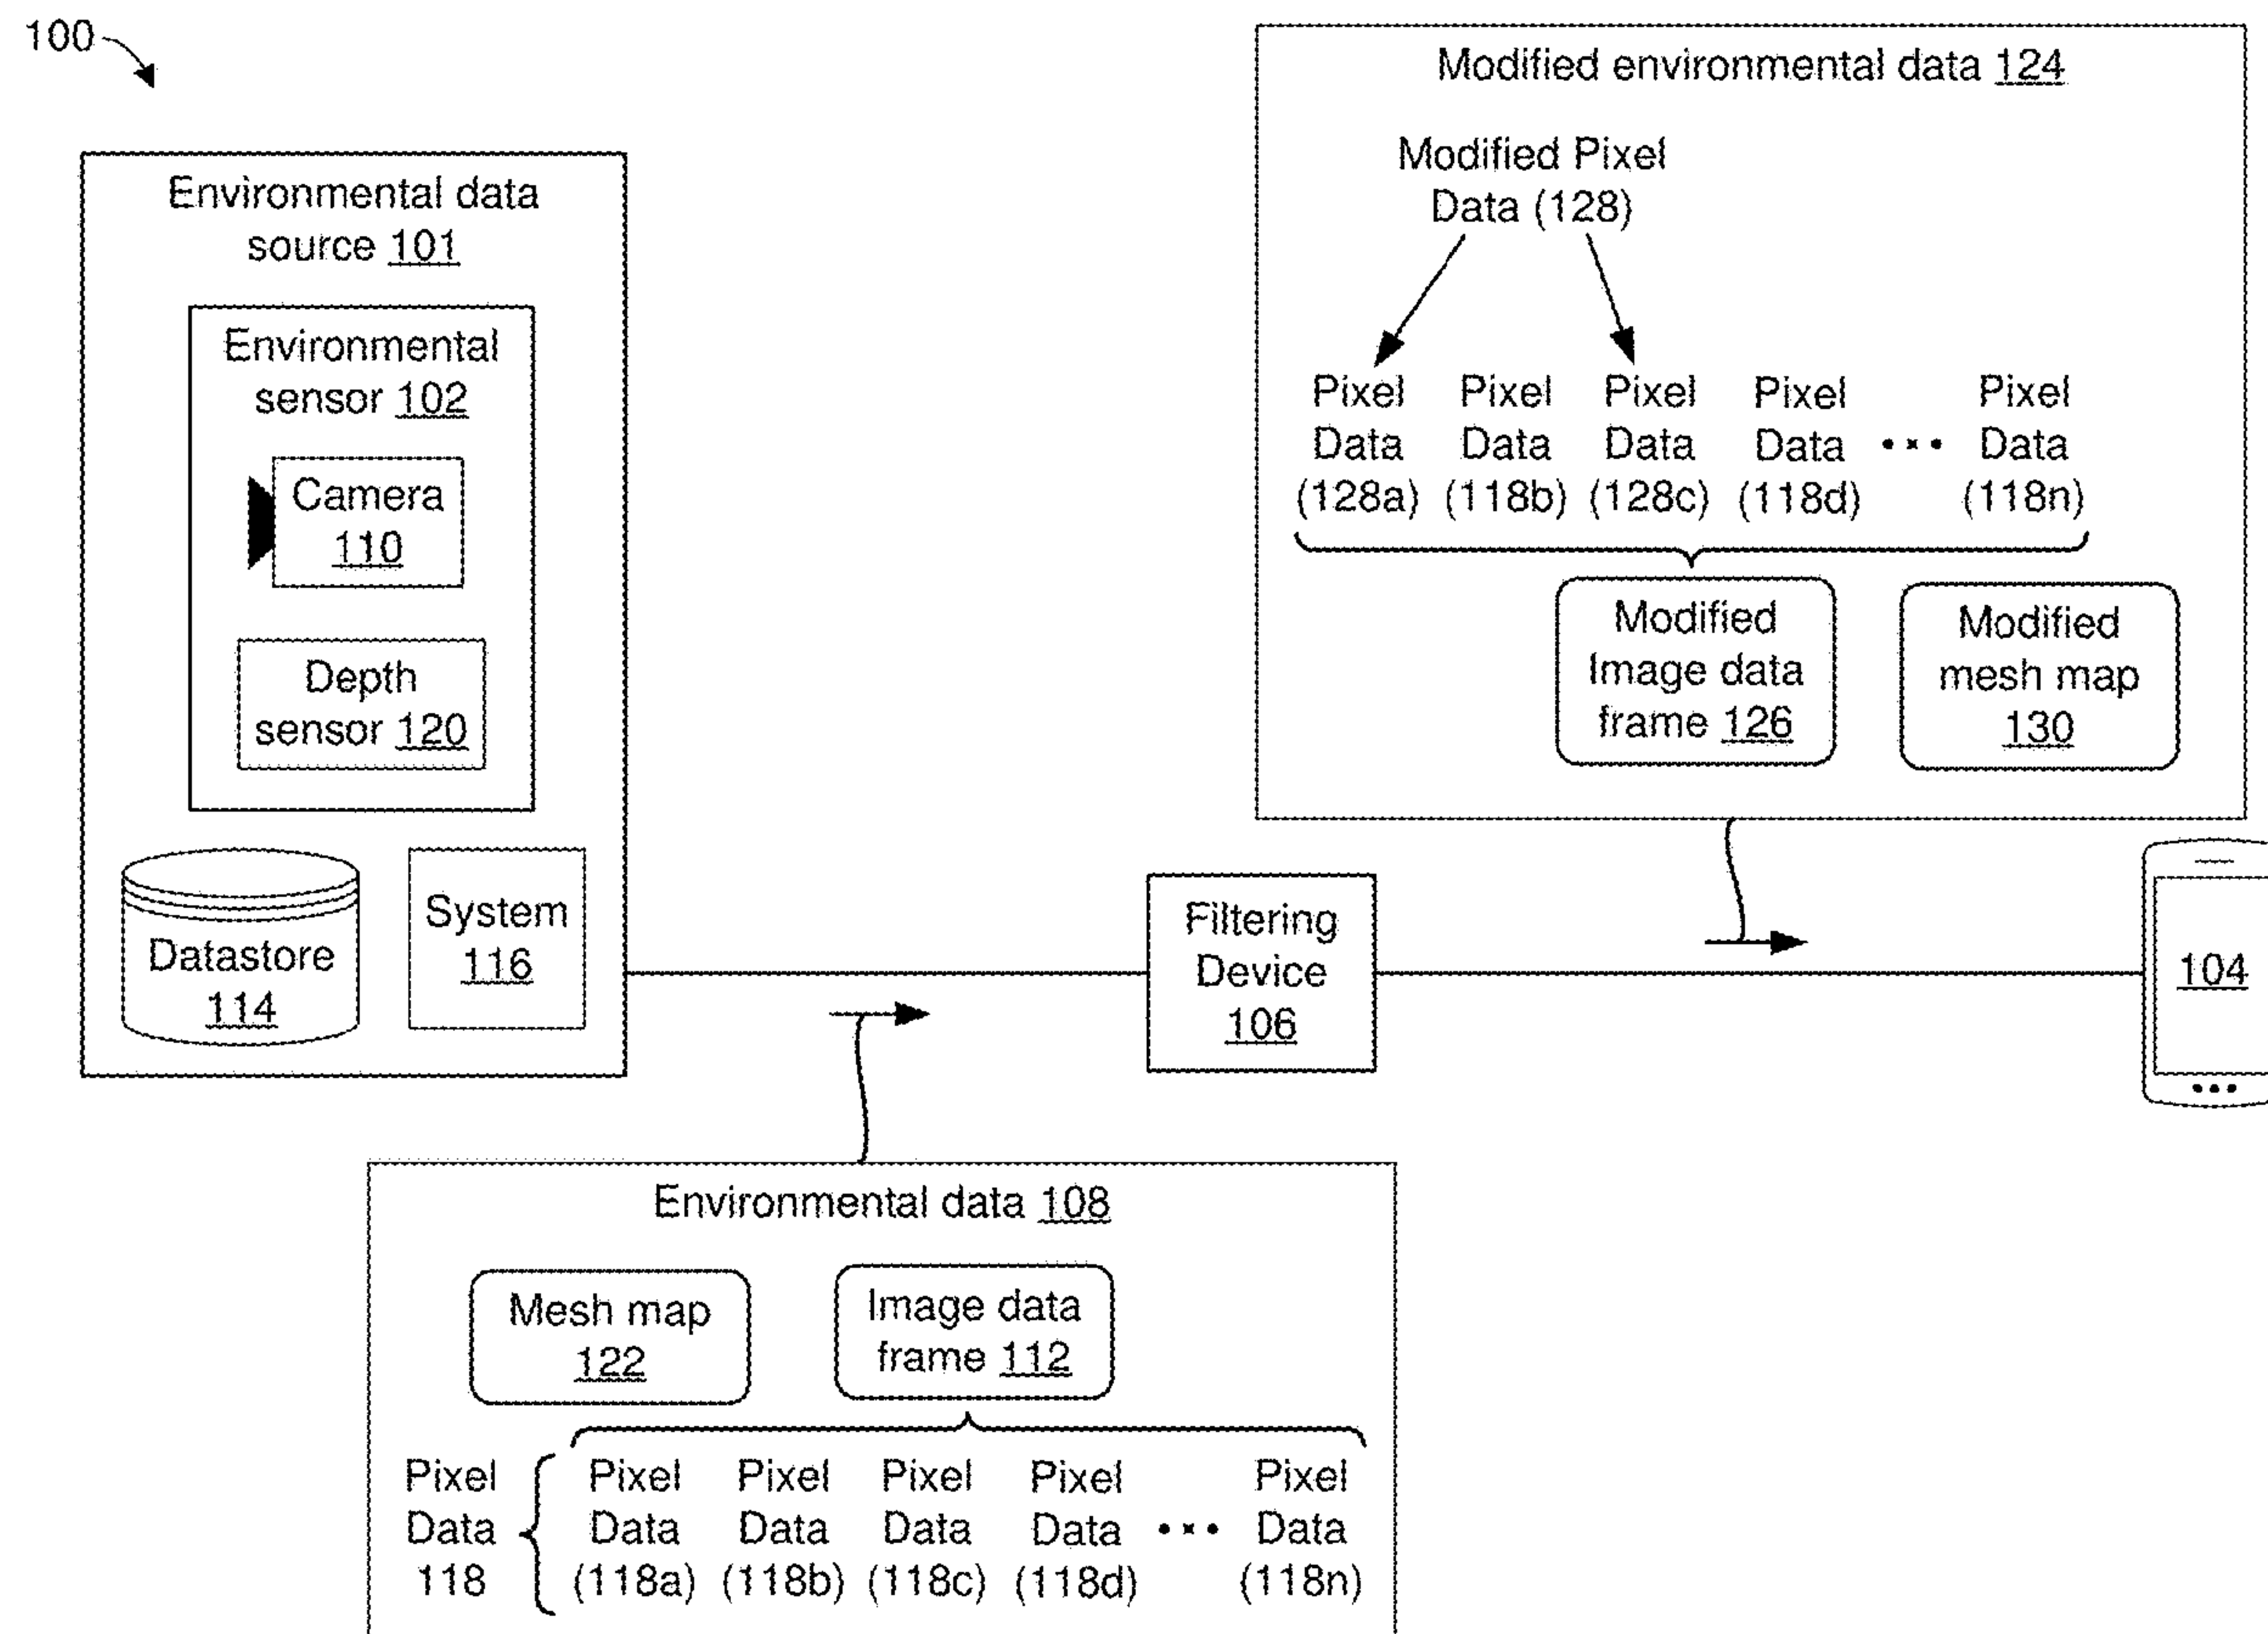 100
Environmental data
source 101
Environmental
sensor 102
Camera
110
Depth
sensor 120
Datastore
114
System
116
Modified environmental data 124
Modified Pixel
Data (128)
Pixel Pixel Pixel Pixel Pixel
Data Data Data Data ••• Data
(128a) (118b) (128c) (118d) (118n)
Modified
Image data
frame 126
Modified
mesh map
130
Filtering
Device
106
104
Environmental data 108
Mesh map
122
Image data
frame 112
Pixel Pixel Pixel Pixel Pixel Pixel
Data Data Data Data Data ••• Data
118 (118a) (118b) (118c) (118d) (118n)